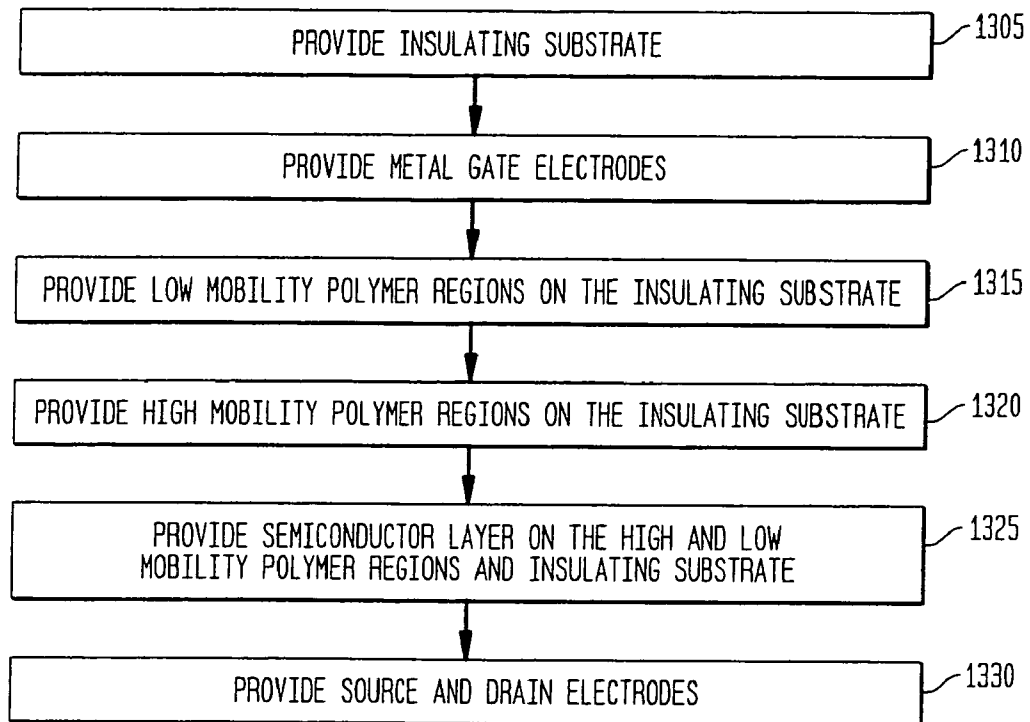 PROVIDE INSULATING SUBSTRATE
1305
PROVIDE METAL GATE ELECTRODES
1310
PROVIDE LOW MOBILITY POLYMER REGIONS ON THE INSULATING SUBSTRATE
1315
PROVIDE HIGH MOBILITY POLYMER REGIONS ON THE INSULATING SUBSTRATE
1320
PROVIDE SEMICONDUCTOR LAYER ON THE HIGH AND LOW
MOBILITY POLYMER REGIONS AND INSULATING SUBSTRATE
1325
PROVIDE SOURCE AND DRAIN ELECTRODES
1330